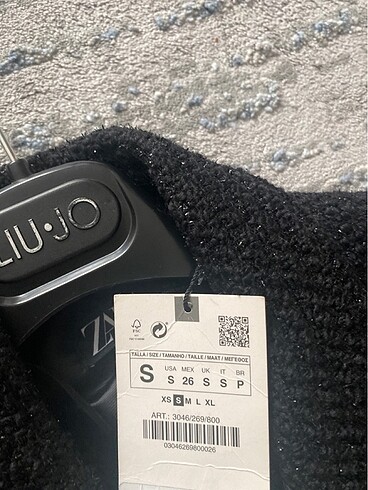 LIU·JO
ZA
FSC
TALLA / SIZE / TAMANHO / TAILLE / MAAT / ΜΕΓΕΘΟΣ
S
USA MEX UK IT BR
S 26 S S P
XS S M L XL
ART.: 3046/269/800
03046269800026